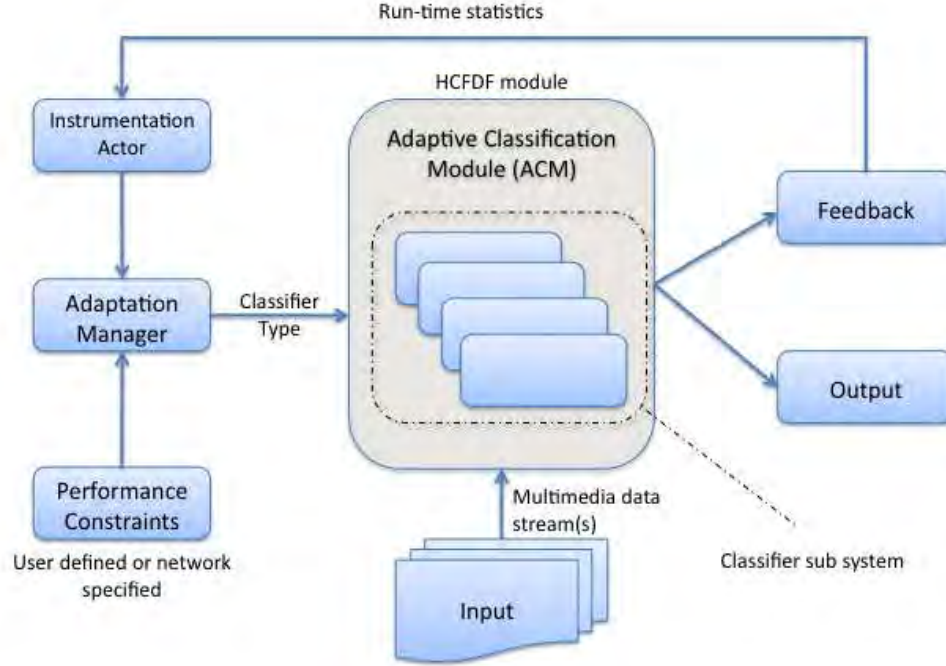 Run-time statistics
HCFDF module
Instrumentation
Actor
Adaptive Classification
Module (ACM)
Feedback
Adaptation
Manager
Classifier
Type
Output
Performance
Constraints
Multimedia data
stream(s)
User defined or network
specified
Classifier sub system
Input